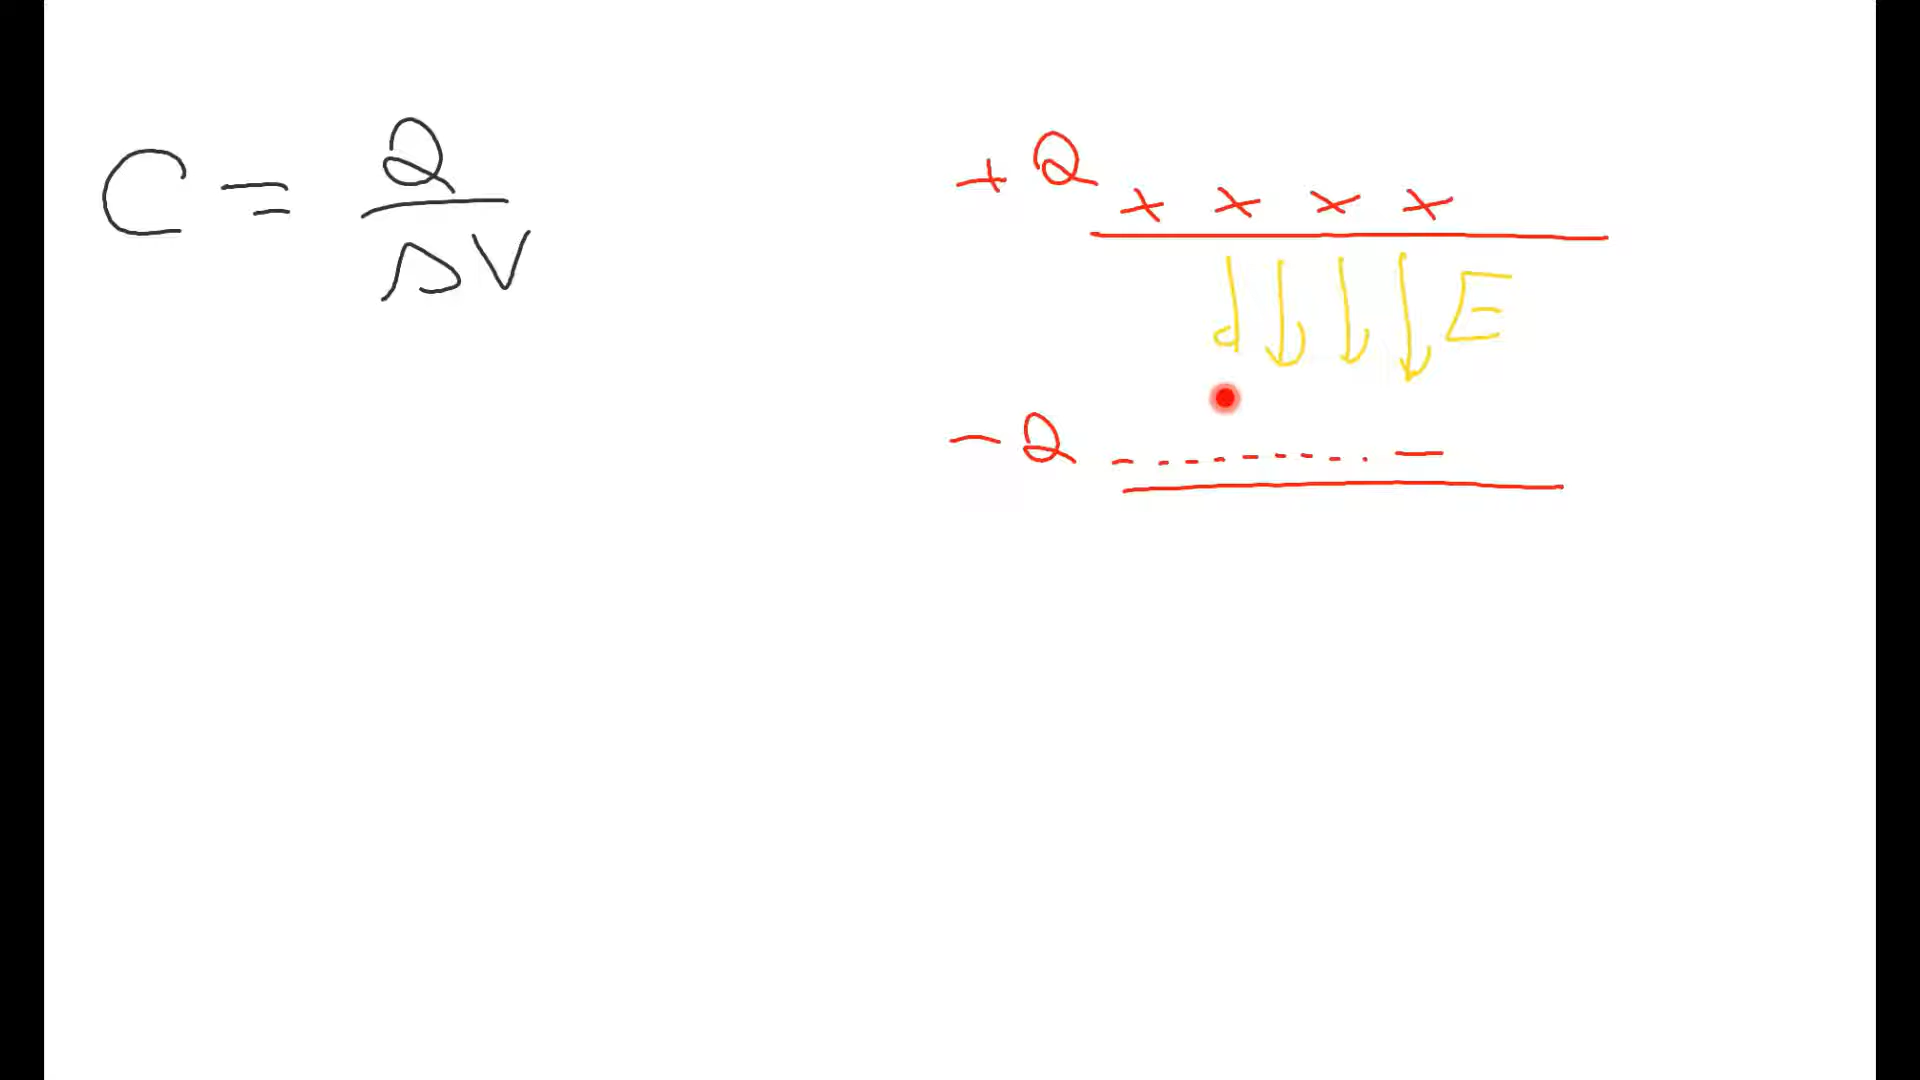 C = Q / ΔV
+Q
+ + + +
E
-Q
- - - - - - - - - -